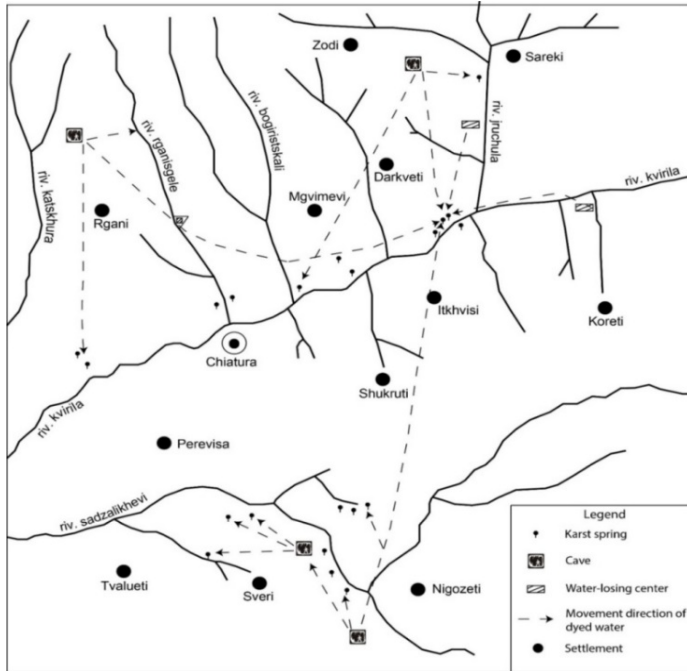 Zodi
Sareki
riv. jruchula
riv. rganisgele
riv. bogiristskali
Darkveti
riv. kvirila
riv. katskhura
Mgvimevi
Rgani
Itkhvisi
Koreti
Chiatura
Shukruti
riv. kvirila
Perevisa
riv. sadzalikhevi
Tvalueti
Sveri
Nigozeti
Legend
Karst spring
Cave
Water-losing center
Movement direction of
dyed water
Settlement